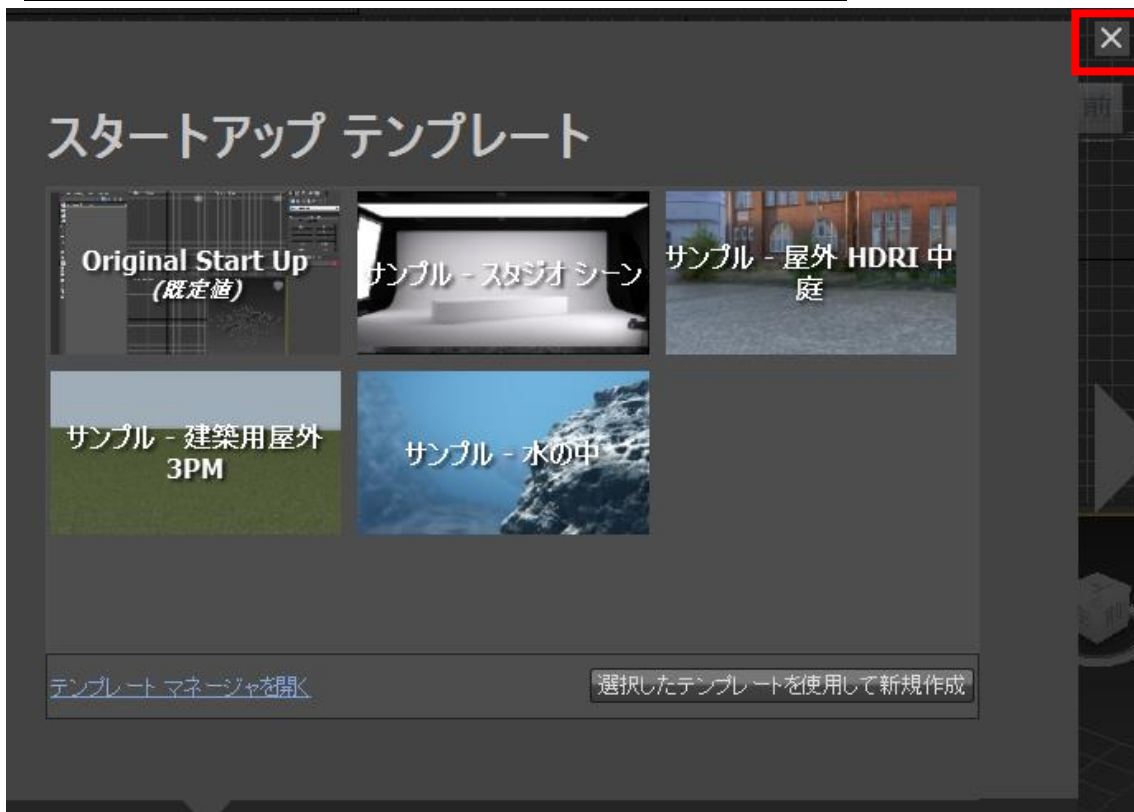 前
スタートアップ テンプレート
Original Start Up
(既定値)
サンプル - スタジオ シーン
サンプル - 屋外 HDRI 中
庭
サンプル - 建築用屋外
3PM
サンプル - 水の中
前
テンプレート マネージャを開く
選択したテンプレートを使用して新規作成